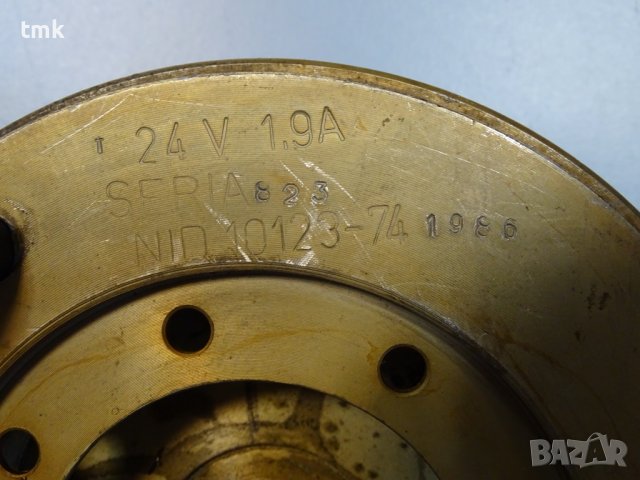 tmk
T 24 V 1.9A
SERIA 823
NID 10123-74 1986
BAZAR